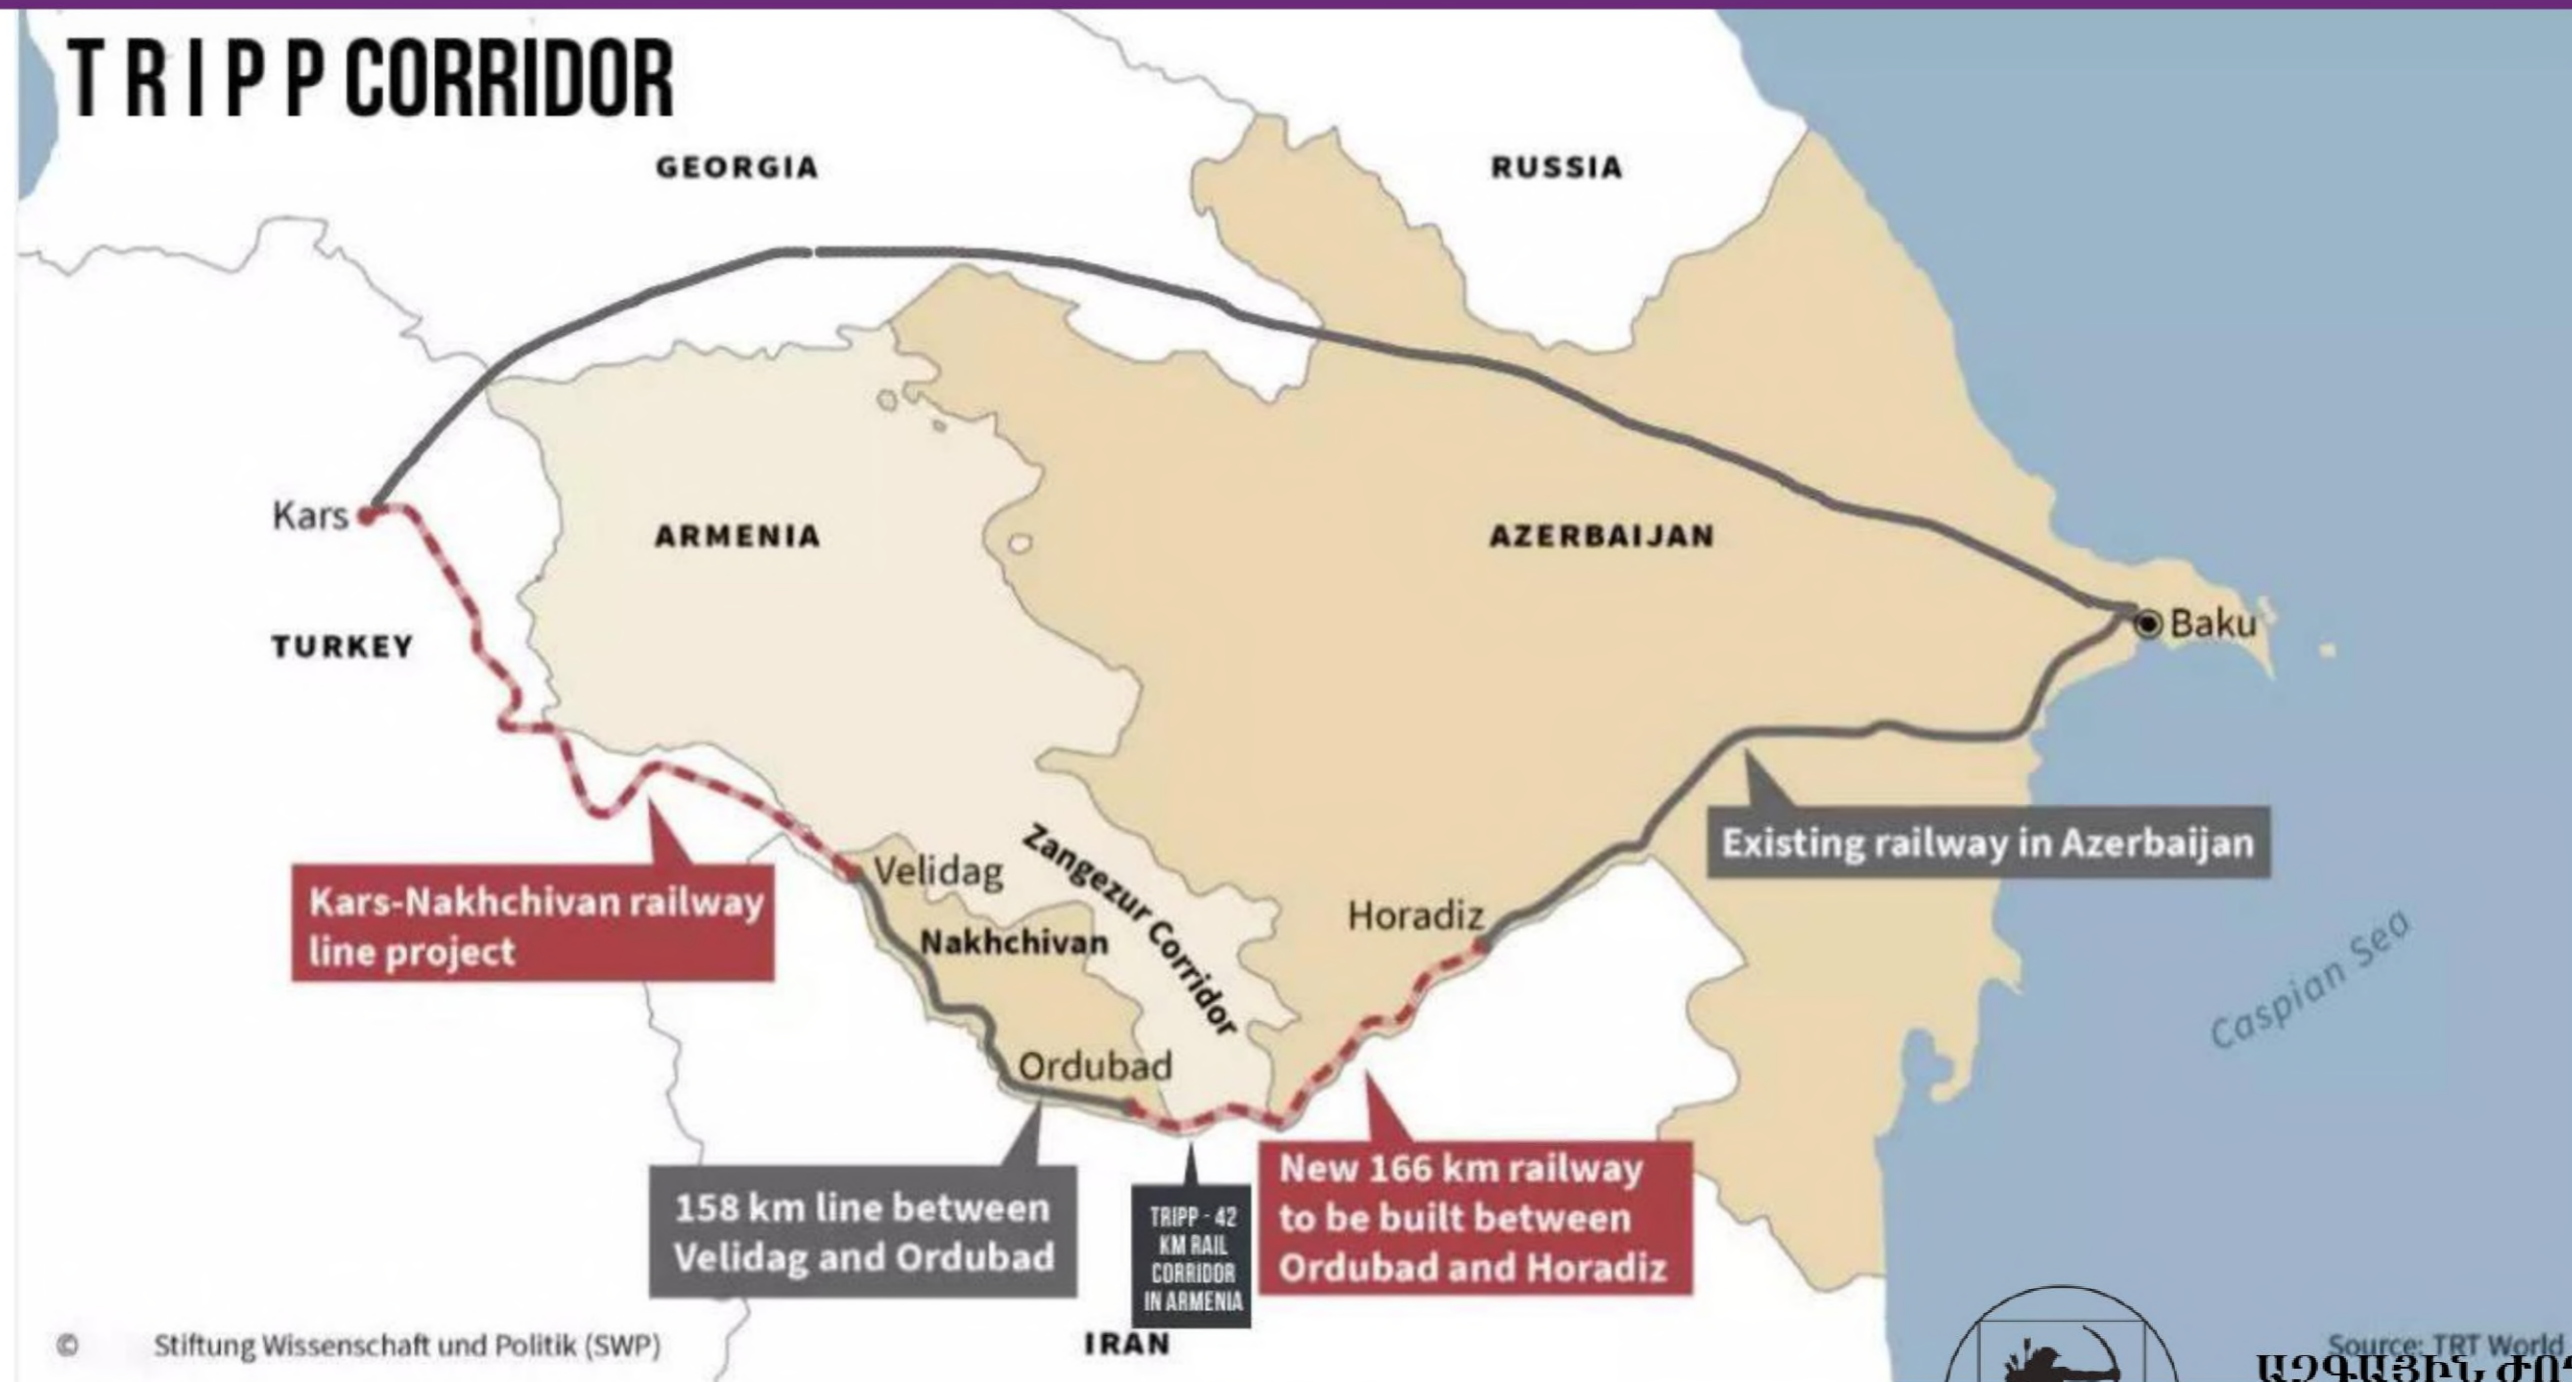 T R I P P CORRIDOR
GEORGIA
RUSSIA
Kars
ARMENIA
AZERBAIJAN
Baku
TURKEY
Existing railway in Azerbaijan
Kars-Nakhchivan railway
line project
Velidag
Zangezur Corridor
Horadiz
Nakhchivan
Caspian Sea
Ordubad
158 km line between
Velidag and Ordubad
TRIPP - 42
KM RAIL
CORRIDOR
IN ARMENIA
New 166 km railway
to be built between
Ordubad and Horadiz
IRAN
© Stiftung Wissenschaft und Politik (SWP)
Source: TRT World
ԱԶԳԱՅԻՆ